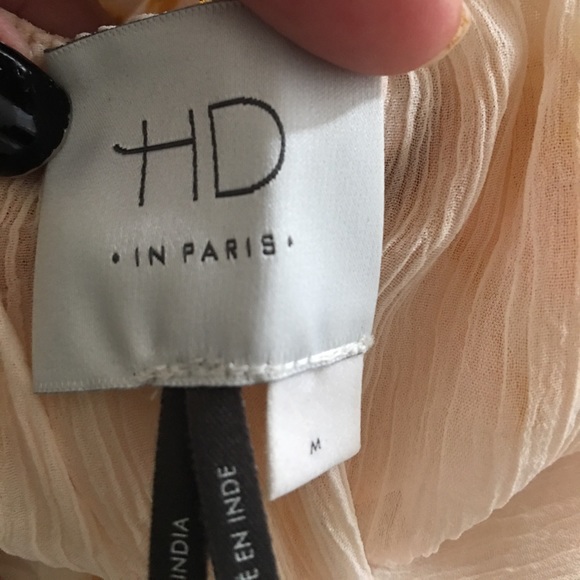 HD
• IN PARIS •
M
INDIA
E EN INDE